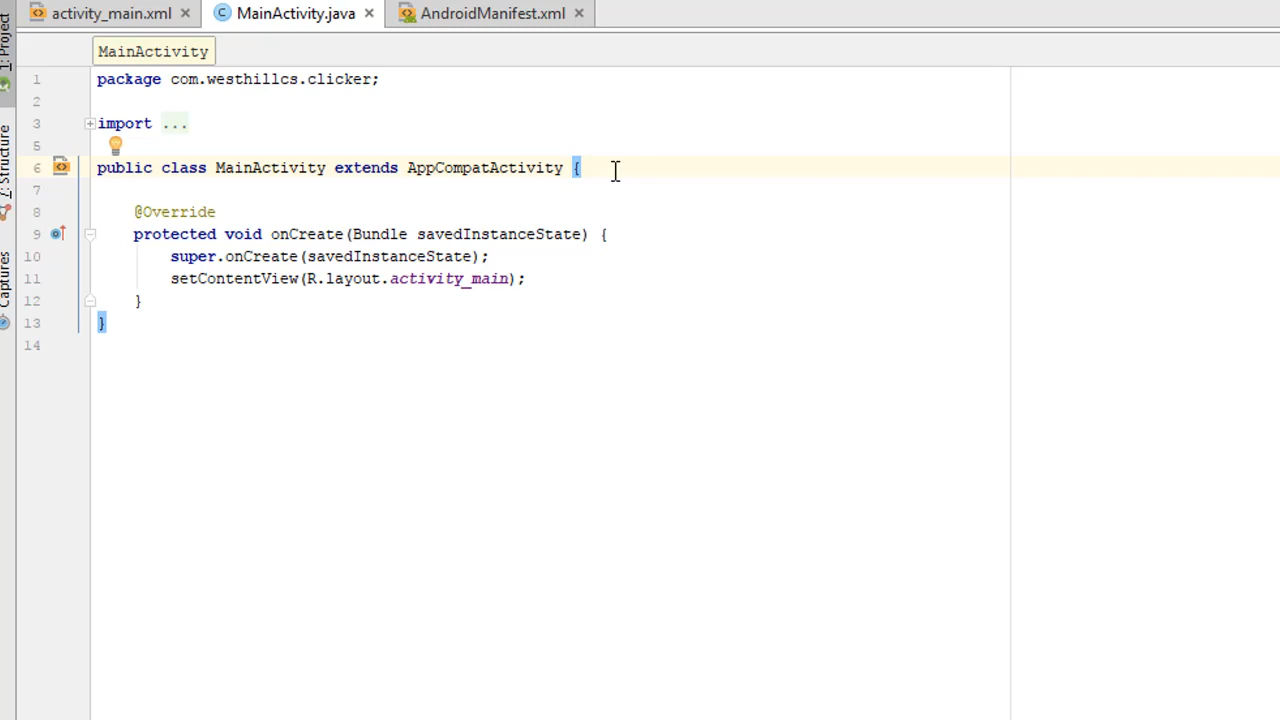 activity_main.xml MainActivity.java AndroidManifest.xml
1: Project
7: Structure
Captures
MainActivity
1 package com.westhillcs.clicker;
2
3 import ...
5
6 public class MainActivity extends AppCompatActivity {
7
8 @Override
9 protected void onCreate(Bundle savedInstanceState) {
10 super.onCreate(savedInstanceState);
11 setContentView(R.layout.activity_main);
12 }
13 }
14